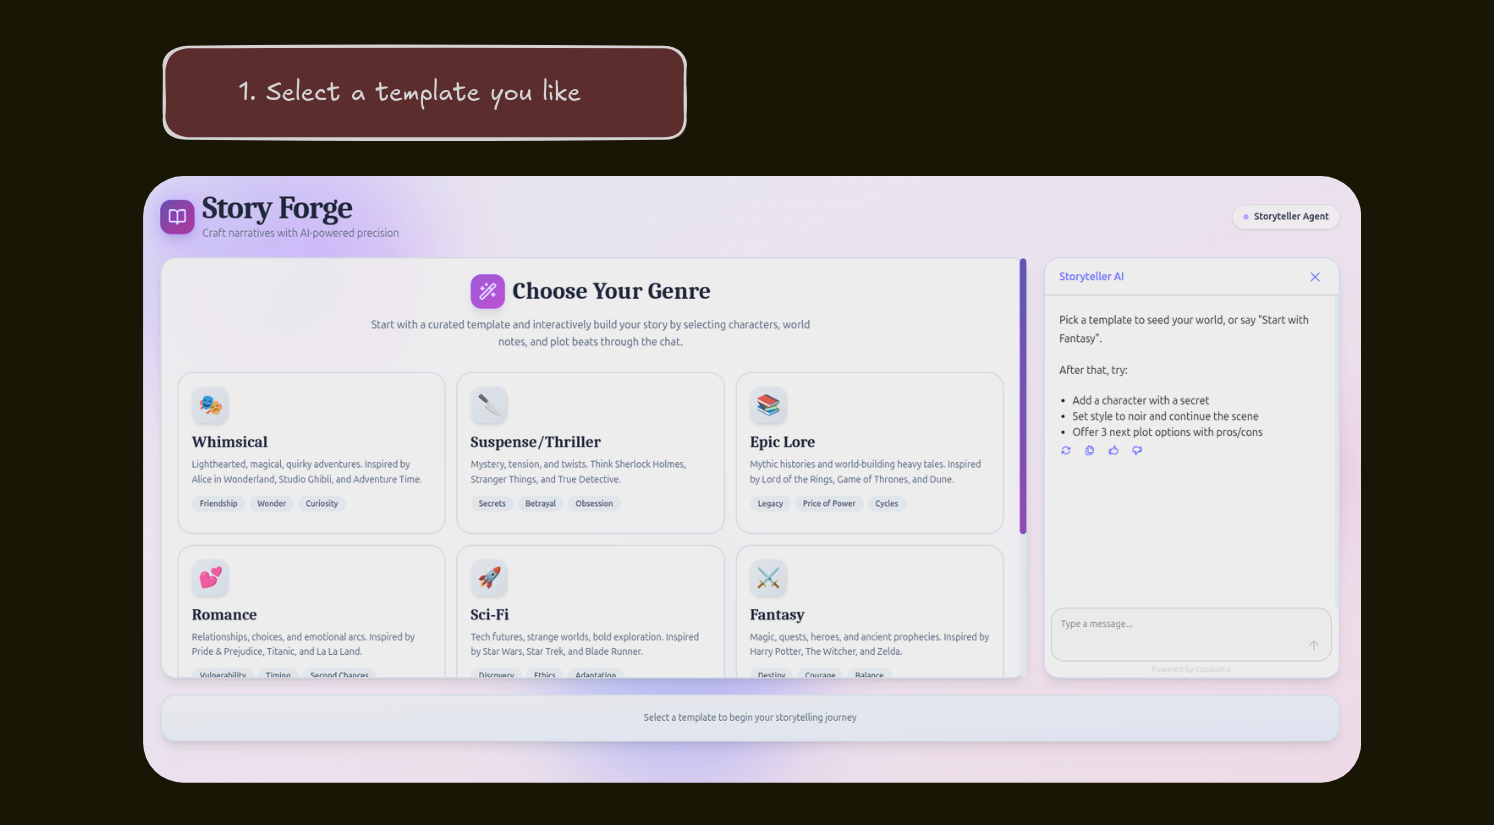 1. Select a template you like
Story Forge
Craft narratives with AI-powered precision
Storyteller Agent
Choose Your Genre
Start with a curated template and interactively build your story by selecting characters, world
notes, and plot beats through the chat.
Whimsical
Lighthearted, magical, quirky adventures. Inspired by
Alice in Wonderland, Studio Ghibli, and Adventure Time.
Friendship Wonder Curiosity
Suspense/Thriller
Mystery, tension, and twists. Think Sherlock Holmes,
Stranger Things, and True Detective.
Secrets Betrayal Obsession
Epic Lore
Mythic histories and world-building heavy tales. Inspired
by Lord of the Rings, Game of Thrones, and Dune.
Legacy Price of Power Cycles
Romance
Relationships, choices, and emotional arcs. Inspired by
Pride & Prejudice, Titanic, and La La Land.
Vulnerability Timing Second Chances
Sci-Fi
Tech futures, strange worlds, bold exploration. Inspired
by Star Wars, Star Trek, and Blade Runner.
Discovery Ethics Adaptation
Fantasy
Magic, quests, heroes, and ancient prophecies. Inspired by
Harry Potter, The Witcher, and Zelda.
Destiny Courage Balance
Storyteller AI
Pick a template to seed your world, or say "Start with
Fantasy".
After that, try:
• Add a character with a secret
• Set style to noir and continue the scene
• Offer 3 next plot options with pros/cons
Type a message...
Powered by CopilotKit
Select a template to begin your storytelling journey